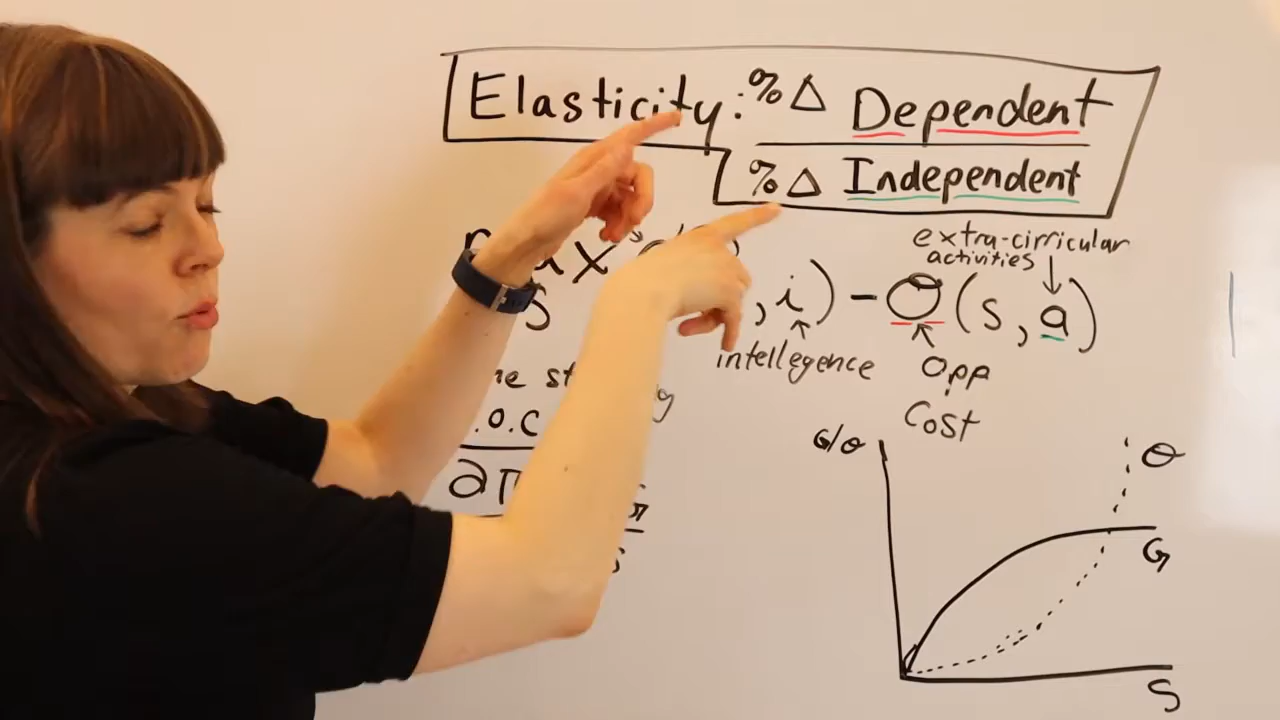 Elasticity: %Δ Dependent
%Δ Independent
extra-cirricular
activities
, i) - Θ (s, a)
s
intellegence
Opp
Cost
.O.C
∂π
G/Θ
Θ
G
S